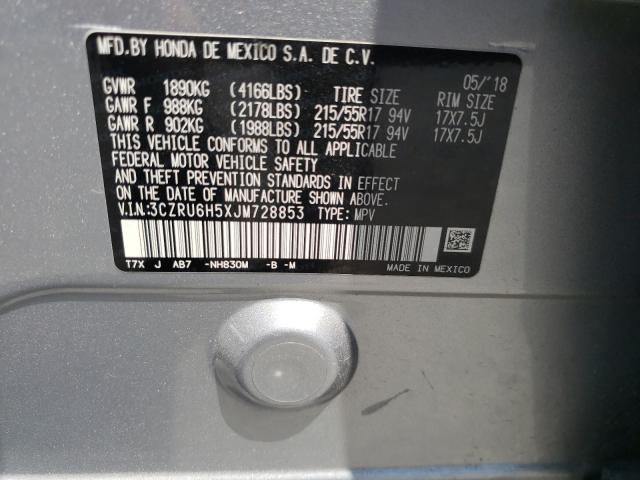 MFD.BY HONDA DE MEXICO S.A. DE C.V.
05/'18
GVWR 1890KG (4166LBS) TIRE SIZE RIM SIZE
GAWR F 988KG (2178LBS) 215/55R17 94V 17X7.5J
GAWR R 902KG (1988LBS) 215/55R17 94V 17X7.5J
THIS VEHICLE CONFORMS TO ALL APPLICABLE
FEDERAL MOTOR VEHICLE SAFETY
AND THEFT PREVENTION STANDARDS IN EFFECT
ON THE DATE OF MANUFACTURE SHOWN ABOVE.
V.I.N:3CZRU6H5XJM728853 TYPE: MPV
T7X J AB7 -NH830M -B -M
MADE IN MEXICO